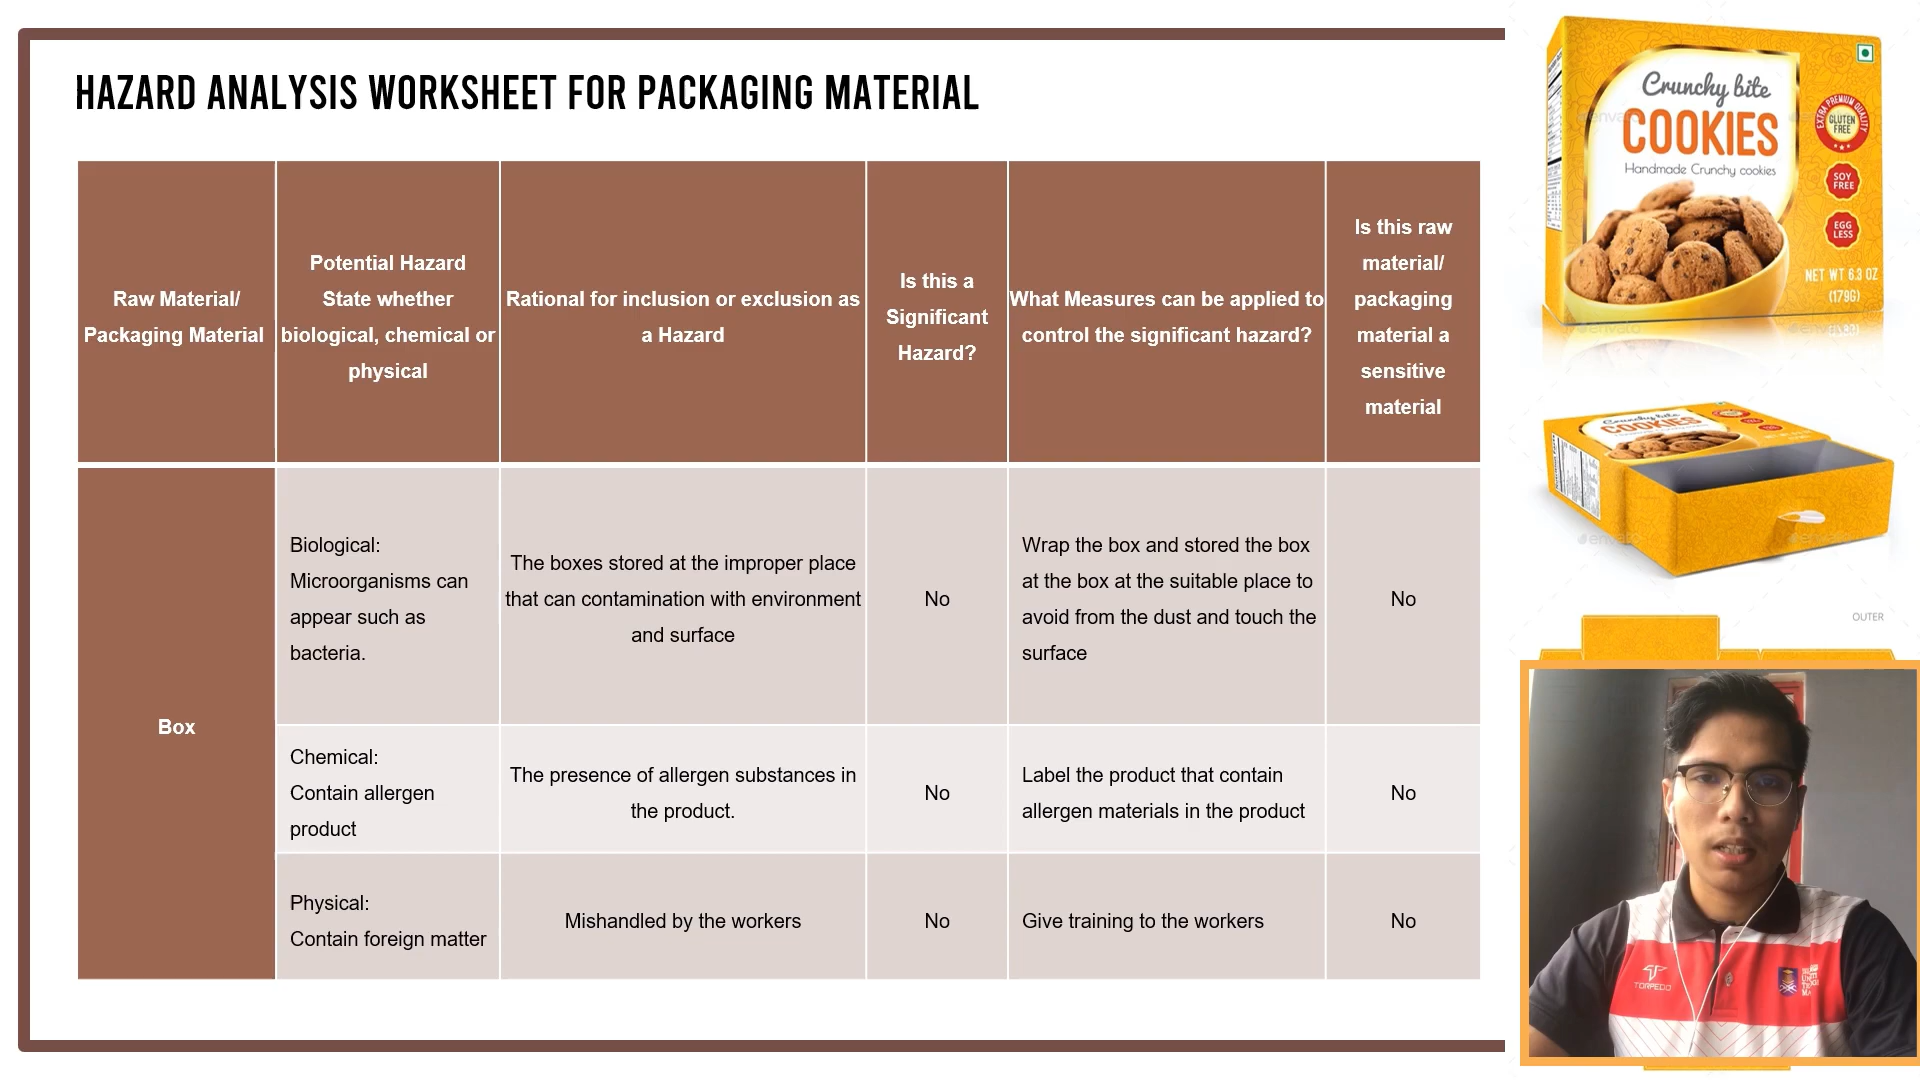 HAZARD ANALYSIS WORKSHEET FOR PACKAGING MATERIAL
Raw Material/
Packaging Material
Potential Hazard
State whether
biological, chemical or
physical
Rational for inclusion or exclusion as
a Hazard
Is this a
Significant
Hazard?
What Measures can be applied to
control the significant hazard?
Is this raw
material/
packaging
material a
sensitive
material
Box
Biological:
Microorganisms can
appear such as
bacteria.
The boxes stored at the improper place
that can contamination with environment
and surface
No
Wrap the box and stored the box
at the box at the suitable place to
avoid from the dust and touch the
surface
No
Chemical:
Contain allergen
product
The presence of allergen substances in
the product.
No
Label the product that contain
allergen materials in the product
No
Physical:
Contain foreign matter
Mishandled by the workers
No
Give training to the workers
No
Crunchy bite
COOKIES
Handmade Crunchy cookies
EXTRA PREMIUM QUALITY
GLUTEN
FREE
SOY
FREE
EGG
LESS
NET WT 6.3 OZ
(179G)
envato
Crunchy bite
COOKIES
envato
OUTER
TORPEDO